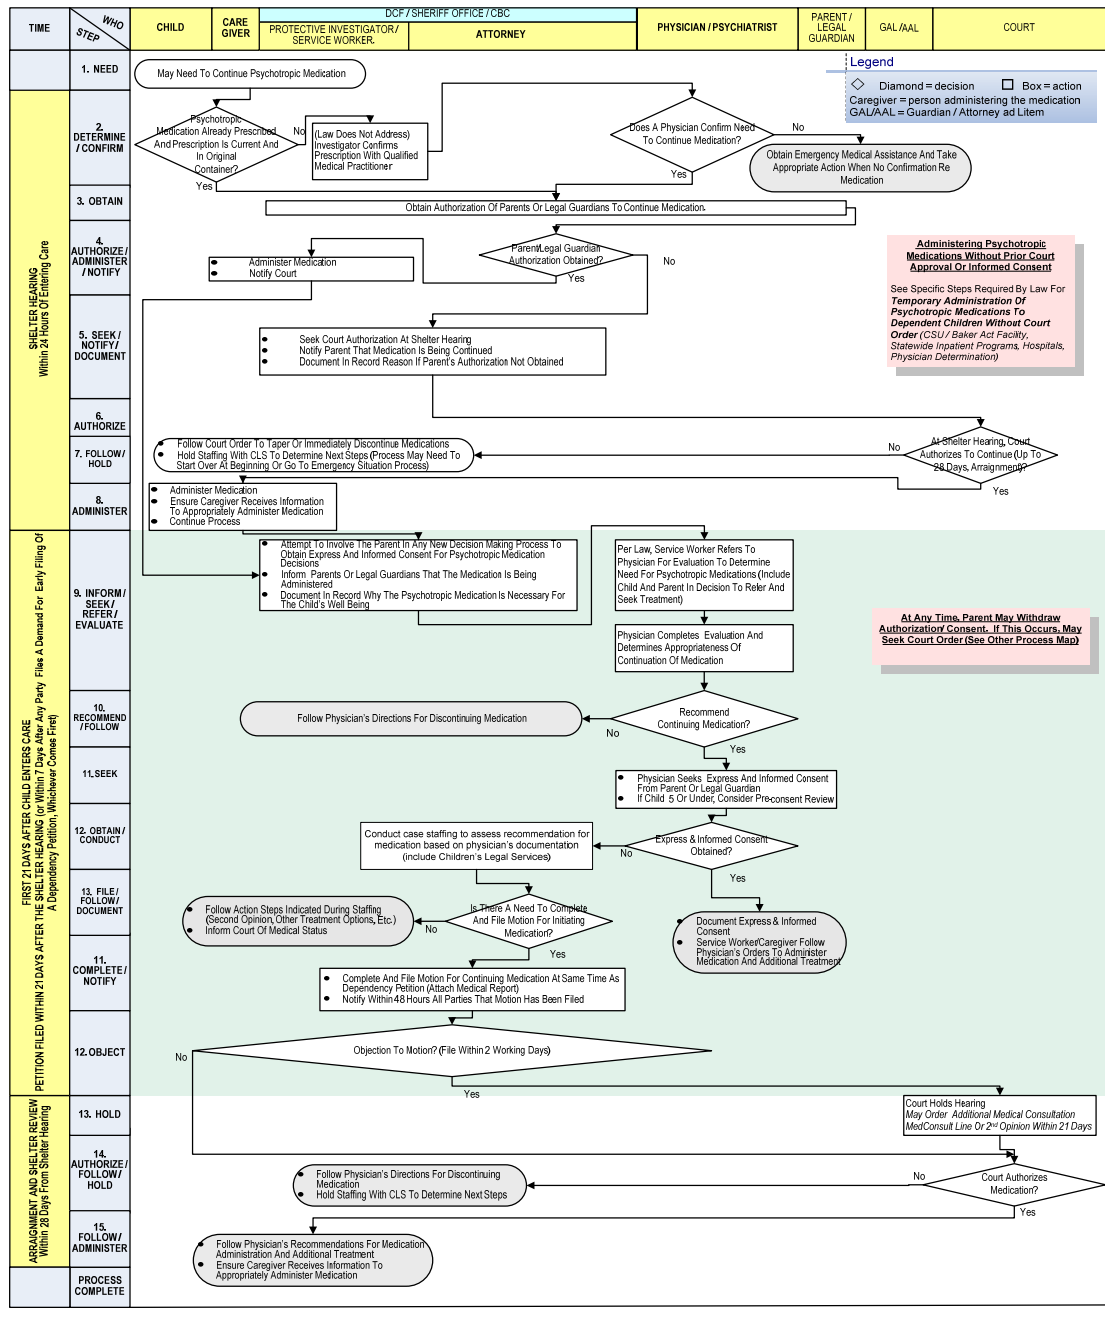 TIME
WHO
STEP
CHILD
CARE
GIVER
DCF / SHERIFF OFFICE / CBC
PROTECTIVE INVESTIGATOR /
SERVICE WORKER.
ATTORNEY
PHYSICIAN / PSYCHIATRIST
PARENT /
LEGAL
GUARDIAN
GAL /AAL
COURT
Legend
Diamond = decision
Box = action
Caregiver = person administering the medication
GAL/AAL = Guardian / Attorney ad Litem
1. NEED
May Need To Continue Psychotropic Medication
SHELTER HEARING
Within 24 Hours Of Entering Care
2.
DETERMINE
/ CONFIRM
Psychotropic
Medication Already Prescribed
And Prescription Is Current And
In Original
Container?
No
Yes
(Law Does Not Address)
Investigator Confirms
Prescription With Qualified
Medical Practitioner
Does A Physician Confirm Need
To Continue Medication?
No
Yes
Obtain Emergency Medical Assistance And Take
Appropriate Action When No Confirmation Re
Medication
3. OBTAIN
Obtain Authorization Of Parents Or Legal Guardians To Continue Medication.
4.
AUTHORIZE /
ADMINISTER
/ NOTIFY
Parent/Legal Guardian
Authorization Obtained?
No
Yes
Administer Medication
Notify Court
Administering Psychotropic
Medications Without Prior Court
Approval Or Informed Consent
See Specific Steps Required By Law For
Temporary Administration Of
Psychotropic Medications To
Dependent Children Without Court
Order (CSU / Baker Act Facility,
Statewide Inpatient Programs, Hospitals,
Physician Determination)
5. SEEK /
NOTIFY /
DOCUMENT
Seek Court Authorization At Shelter Hearing
Notify Parent That Medication Is Being Continued
Document In Record Reason If Parent's Authorization Not Obtained
6.
AUTHORIZE
At Shelter Hearing, Court
Authorizes To Continue (Up To
28 Days, Arraignment)?
No
Yes
7. FOLLOW /
HOLD
Follow Court Order To Taper Or Immediately Discontinue Medications
Hold Staffing With CLS To Determine Next Steps (Process May Need To
Start Over At Beginning Or Go To Emergency Situation Process)
8.
ADMINISTER
Administer Medication
Ensure Caregiver Receives Information
To Appropriately Administer Medication
Continue Process
FIRST 21 DAYS AFTER CHILD ENTERS CARE
PETITION FILED WITHIN 21 DAYS AFTER THE SHELTER HEARING (or Within 7 Days After Any Party Files A Demand For Early Filing Of
A Dependency Petition, Whichever Comes First)
9. INFORM /
SEEK /
REFER /
EVALUATE
Attempt To Involve The Parent In Any New Decision Making Process To
Obtain Express And Informed Consent For Psychotropic Medication
Decisions
Inform Parents Or Legal Guardians That The Medication Is Being
Administered
Document In Record Why The Psychotropic Medication Is Necessary For
The Child's Well Being
Per Law, Service Worker Refers To
Physician For Evaluation To Determine
Need For Psychotropic Medications (Include
Child And Parent In Decision To Refer And
Seek Treatment)
Physician Completes Evaluation And
Determines Appropriateness Of
Continuation Of Medication
At Any Time, Parent May Withdraw
Authorization/ Consent. If This Occurs, May
Seek Court Order (See Other Process Map)
10.
RECOMMEND
/ FOLLOW
Recommend
Continuing Medication?
No
Yes
Follow Physician's Directions For Discontinuing Medication
11. SEEK
Physician Seeks Express And Informed Consent
From Parent Or Legal Guardian
If Child 5 Or Under, Consider Pre-consent Review
12. OBTAIN /
CONDUCT
Express & Informed Consent
Obtained?
No
Yes
Conduct case staffing to assess recommendation for
medication based on physician's documentation
(include Children's Legal Services)
13. FILE /
FOLLOW /
DOCUMENT
Is There A Need To Complete
And File Motion For Initiating
Medication?
No
Yes
Follow Action Steps Indicated During Staffing
(Second Opinion, Other Treatment Options, Etc.)
Inform Court Of Medical Status
Document Express & Informed
Consent
Service Worker/Caregiver Follow
Physician's Orders To Administer
Medication And Additional Treatment
11.
COMPLETE /
NOTIFY
Complete And File Motion For Continuing Medication At Same Time As
Dependency Petition (Attach Medical Report)
Notify Within 48 Hours All Parties That Motion Has Been Filed
12. OBJECT
Objection To Motion? (File Within 2 Working Days)
No
Yes
ARRAIGNMENT AND SHELTER REVIEW
Within 28 Days From Shelter Hearing
13. HOLD
Court Holds Hearing
May Order Additional Medical Consultation
MedConsult Line Or 2nd Opinion Within 21 Days
14.
AUTHORIZE /
FOLLOW /
HOLD
Court Authorizes
Medication?
No
Yes
Follow Physician's Directions For Discontinuing
Medication
Hold Staffing With CLS To Determine Next Steps
15.
FOLLOW /
ADMINISTER
Follow Physician's Recommendations For Medication
Administration And Additional Treatment
Ensure Caregiver Receives Information To
Appropriately Administer Medication
PROCESS
COMPLETE